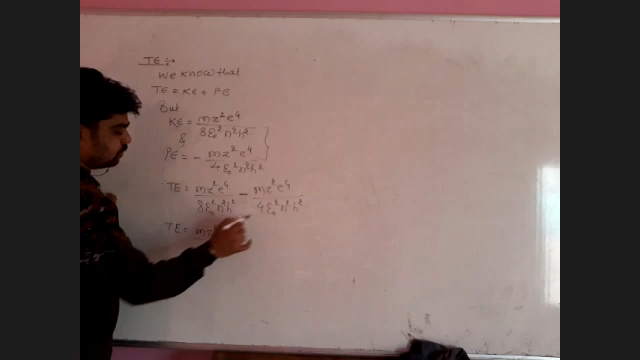 TE :→
We know that
TE = KE + PE
But
KE = mz²e⁴ / 8ε₀²n²h²
&
PE = - mz²e⁴ / 4ε₀²n²h²
TE = mz²e⁴ / 8ε₀²n²h² - mz²e⁴ / 4ε₀²n²h²
TE = mz